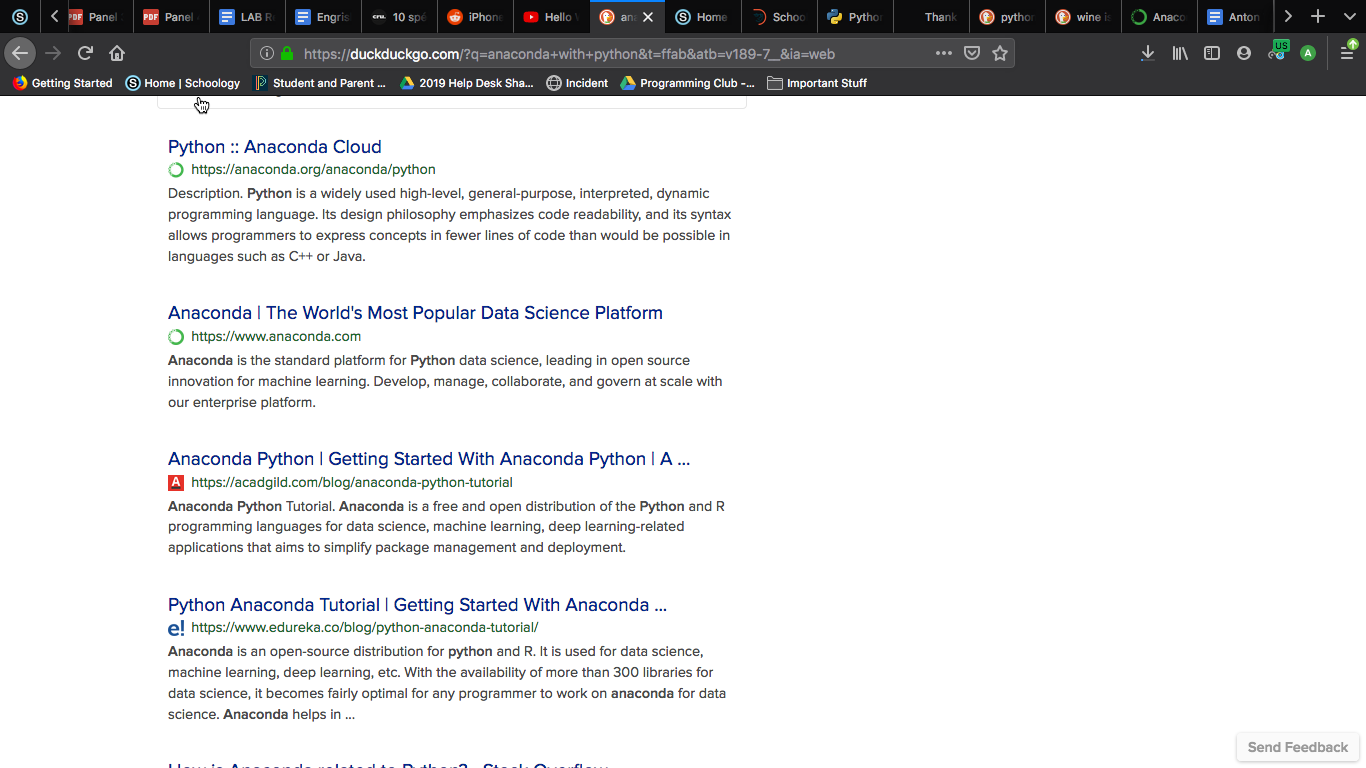 Panel
Panel
LAB R
Engris
10 spé
iPhone
Hello
an
Home
Schoo
Pytho
Thank
python
wine is
Anaco
Anton
https://duckduckgo.com/?q=anaconda+with+python&t=ffab&atb=v189-7__&ia=web
US
A
Getting Started
Home | Schoology
Student and Parent ...
2019 Help Desk Sha...
Incident
Programming Club -...
Important Stuff
Python :: Anaconda Cloud
https://anaconda.org/anaconda/python
Description. Python is a widely used high-level, general-purpose, interpreted, dynamic
programming language. Its design philosophy emphasizes code readability, and its syntax
allows programmers to express concepts in fewer lines of code than would be possible in
languages such as C++ or Java.
Anaconda | The World's Most Popular Data Science Platform
https://www.anaconda.com
Anaconda is the standard platform for Python data science, leading in open source
innovation for machine learning. Develop, manage, collaborate, and govern at scale with
our enterprise platform.
Anaconda Python | Getting Started With Anaconda Python | A ...
https://acadgild.com/blog/anaconda-python-tutorial
Anaconda Python Tutorial. Anaconda is a free and open distribution of the Python and R
programming languages for data science, machine learning, deep learning-related
applications that aims to simplify package management and deployment.
Python Anaconda Tutorial | Getting Started With Anaconda ...
https://www.edureka.co/blog/python-anaconda-tutorial/
Anaconda is an open-source distribution for python and R. It is used for data science,
machine learning, deep learning, etc. With the availability of more than 300 libraries for
data science, it becomes fairly optimal for any programmer to work on anaconda for data
science. Anaconda helps in ...
How is Anaconda related to Python? - Stack Overflow
Send Feedback